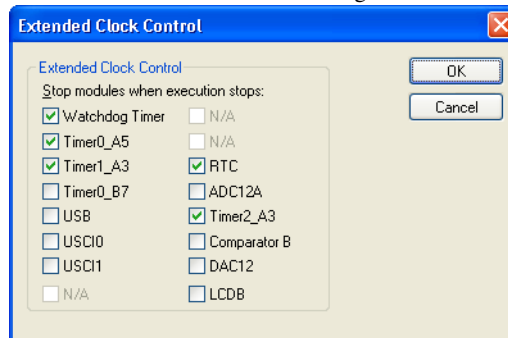 Extended Clock Control
Extended Clock Control
Stop modules when execution stops:
Watchdog Timer
N/A
Timer0_A5
N/A
Timer1_A3
RTC
Timer0_B7
ADC12A
USB
Timer2_A3
USCI0
Comparator B
USCI1
DAC12
N/A
LCDB
OK
Cancel